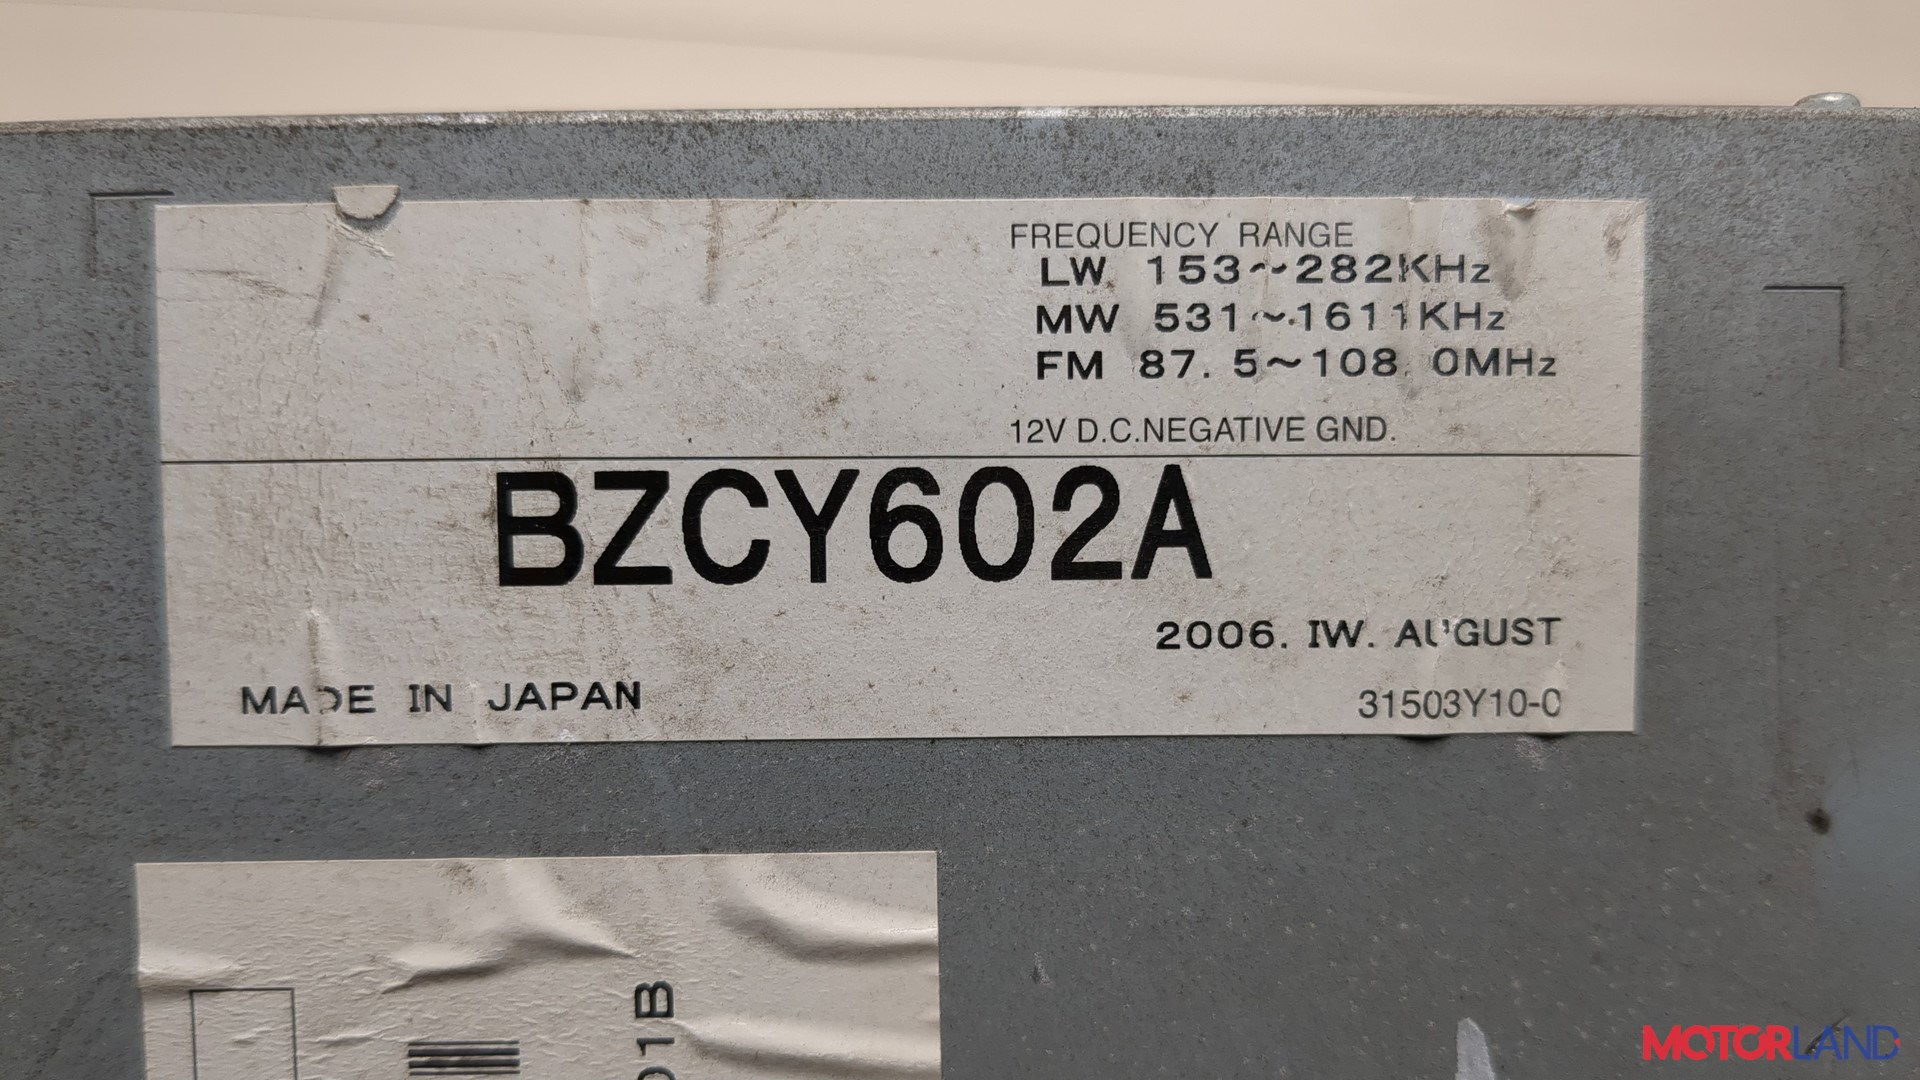 FREQUENCY RANGE
LW 153~282KHz
MW 531~1611KHz
FM 87.5~108.0MHz
12V D.C.NEGATIVE GND.
BZCY602A
2006. IW. AUGUST
MADE IN JAPAN
31503Y10-0
01B
MOTORLAND